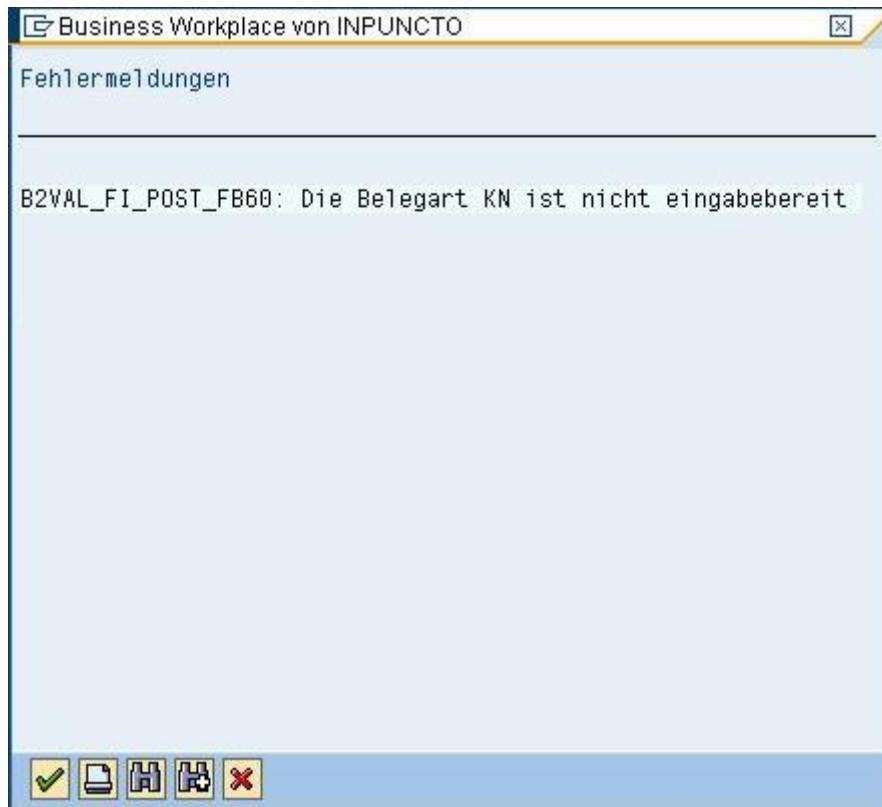 Business Workplace von INPUNCTO
Fehlermeldungen
B2VAL_FI_POST_FB60: Die Belegart KN ist nicht eingabebereit